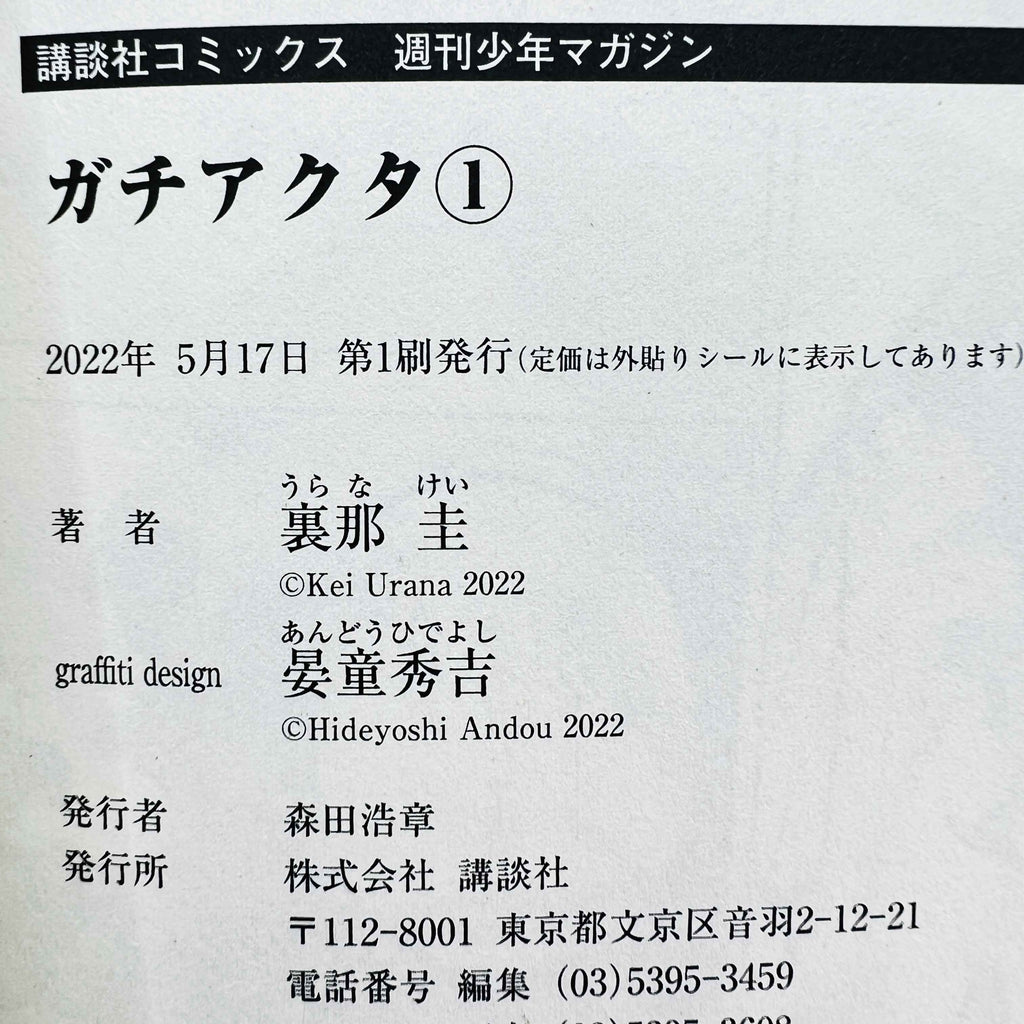 講談社コミックス 週刊少年マガジン
ガチアクタ①
2022年 5月17日 第1刷発行(定価は外貼りシールに表示してあります)
うらな けい
著 者 裏那 圭
©Kei Urana 2022
あんどうひでよし
graffiti design 晏童秀吉
©Hideyoshi Andou 2022
発行者 森田浩章
発行所 株式会社 講談社
〒112-8001 東京都文京区音羽2-12-21
電話番号 編集 (03)5395-3459